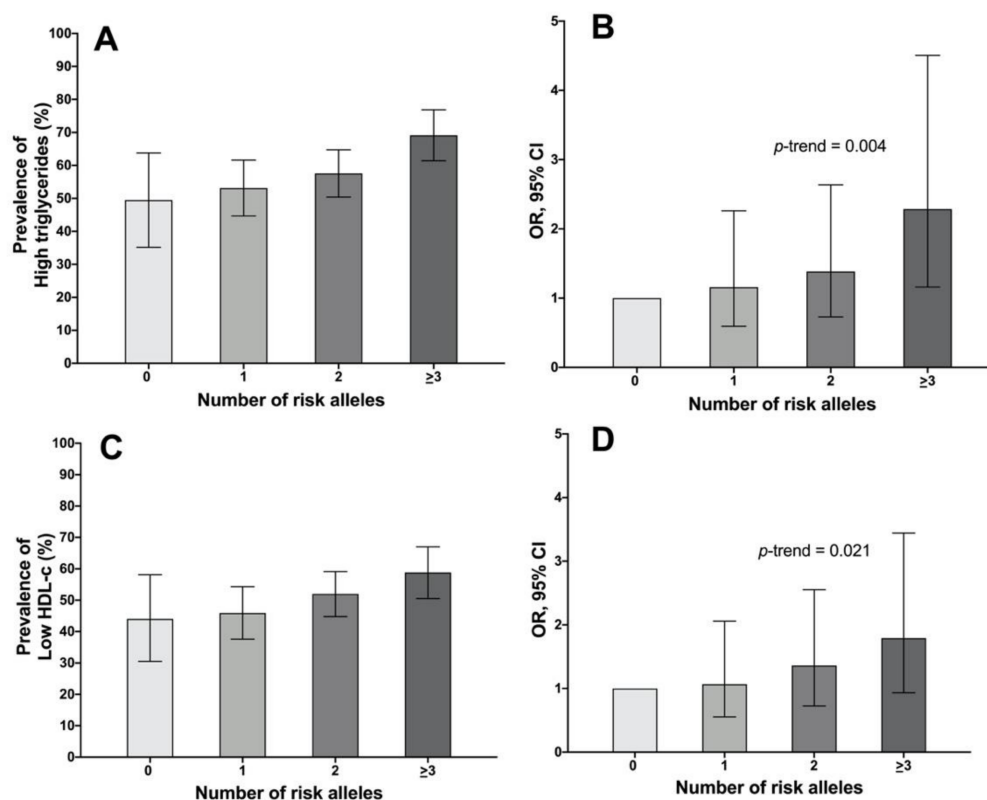 A
Prevalence of
High triglycerides (%)
100
90
80
70
60
50
40
30
20
10
0
0 1 2 ≥3
Number of risk alleles
B
OR, 95% CI
5
4
3
2
1
0
p-trend = 0.004
0 1 2 ≥3
Number of risk alleles
C
Prevalence of
Low HDL-c (%)
100
90
80
70
60
50
40
30
20
10
0
0 1 2 ≥3
Number of risk alleles
D
OR, 95% CI
5
4
3
2
1
0
p-trend = 0.021
0 1 2 ≥3
Number of risk alleles